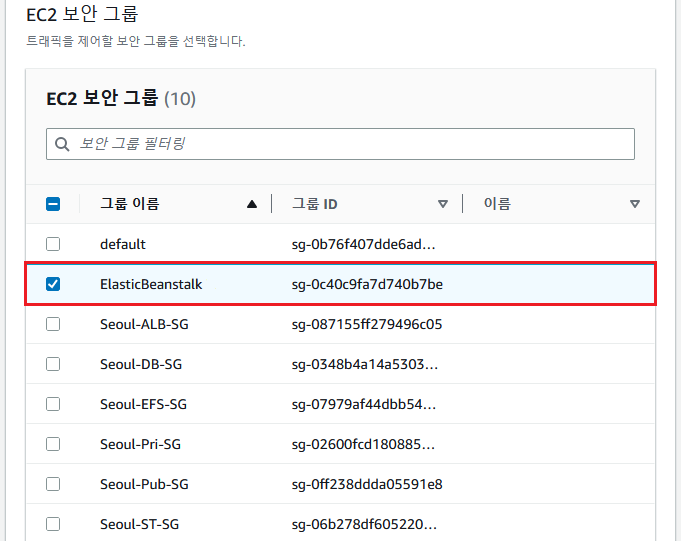 EC2 보안 그룹
트래픽을 제어할 보안 그룹을 선택합니다.
EC2 보안 그룹 (10)
보안 그룹 필터링
그룹 이름 그룹 ID 이름
default sg-0b76f407dde6ad...
ElasticBeanstalk sg-0c40c9fa7d740b7be
Seoul-ALB-SG sg-087155ff279496c05
Seoul-DB-SG sg-0348b4a14a5303...
Seoul-EFS-SG sg-07979af44dbb54...
Seoul-Pri-SG sg-02600fcd180885...
Seoul-Pub-SG sg-0ff238ddda05591e8
Seoul-ST-SG sg-06b278df605220...